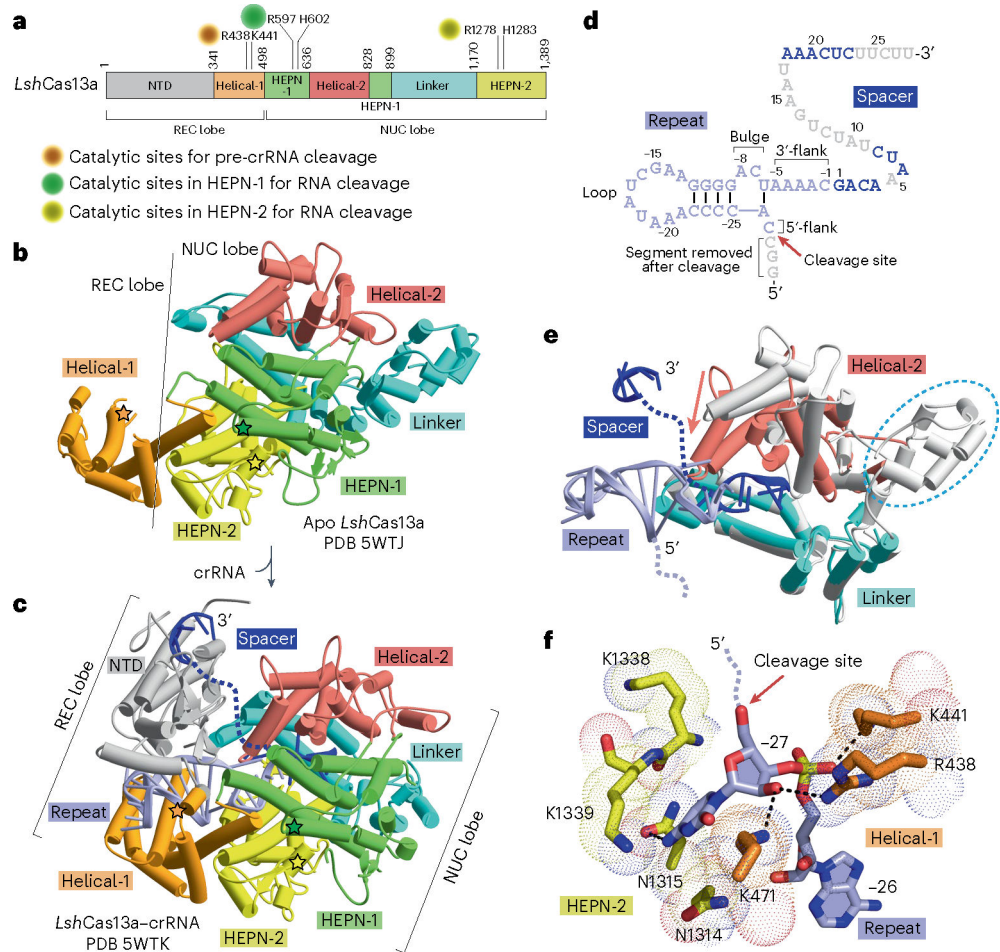 a
R597 H602
R438 K441
R1278 H1283
1
341
498
636
828
899
1,170
1,389
LshCas13a
NTD
Helical-1
HEPN
-1
Helical-2
Linker
HEPN-2
HEPN-1
REC lobe
NUC lobe
Catalytic sites for pre-crRNA cleavage
Catalytic sites in HEPN-1 for RNA cleavage
Catalytic sites in HEPN-2 for RNA cleavage
b
NUC lobe
REC lobe
Helical-2
Helical-1
Linker
HEPN-1
HEPN-2
Apo LshCas13a
PDB 5WTJ
crRNA
c
3′
Spacer
NTD
Helical-2
REC lobe
Linker
Repeat
NUC lobe
Helical-1
HEPN-1
HEPN-2
LshCas13a–crRNA
PDB 5WTK
d
20
25
AAACUCUUCUU-3′
U
A
A
15
G
U
C
U
U
A
10
U
C
U
A
A
5
Spacer
Repeat
Bulge
3′-flank
–15
–8
–5
–1
1
Loop
UCGAAGGGGACUAAAACGACA
UAUAACCCC–C–A
–20
–25
C
5′-flank
C
G
G
5′
Segment removed
after cleavage
Cleavage site
e
3′
Helical-2
Spacer
Repeat
5′
Linker
f
5′
Cleavage site
K1338
K441
–27
R438
K1339
Helical-1
N1315
K471
HEPN-2
N1314
–26
Repeat